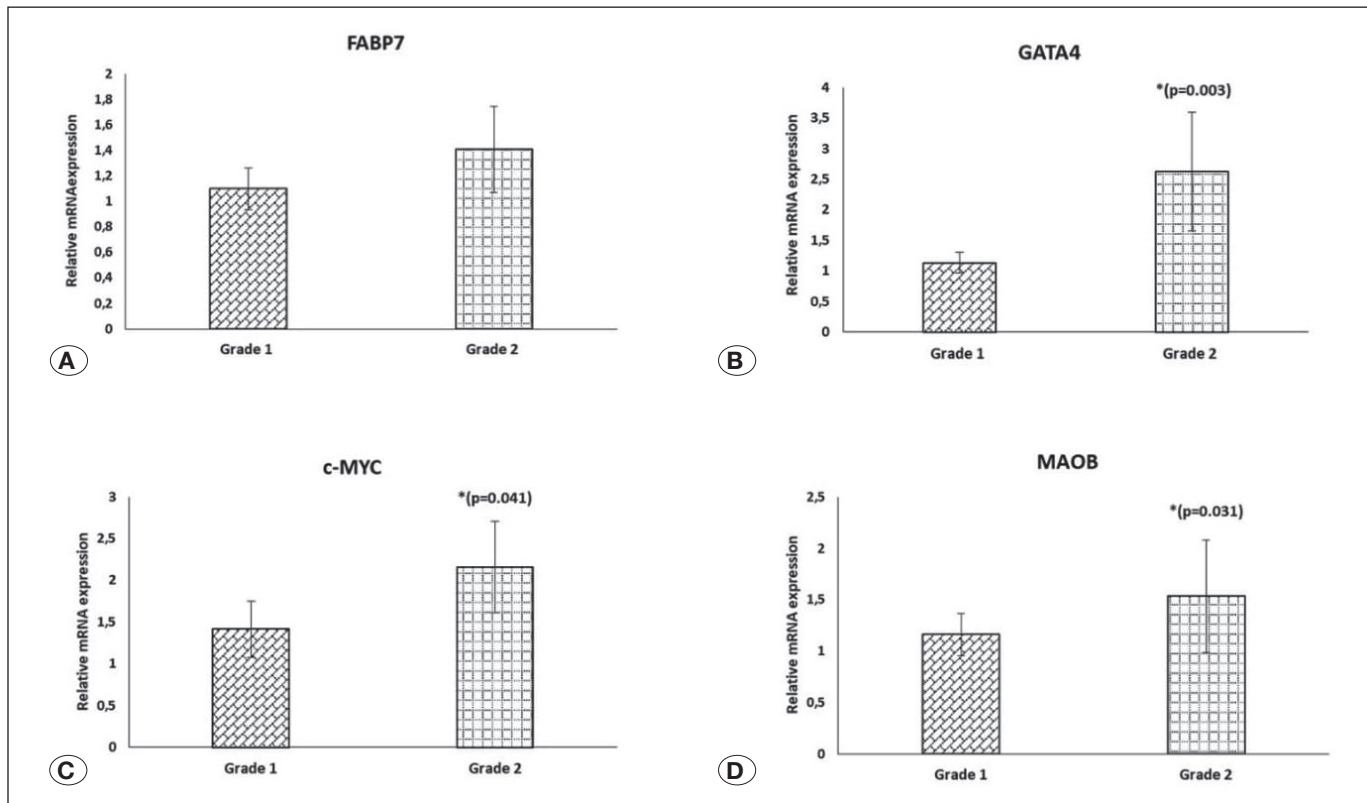 FABP7
Relative mRNAexpression
2
1,8
1,6
1,4
1,2
1
0,8
0,6
0,4
0,2
0
Grade 1 Grade 2
A
GATA4
*(p=0.003)
Relative mRNA expression
4
3,5
3
2,5
2
1,5
1
0,5
0
Grade 1 Grade 2
B
c-MYC
*(p=0.041)
Relative mRNA expression
3
2,5
2
1,5
1
0,5
0
Grade 1 Grade 2
C
MAOB
*(p=0.031)
Relative mRNA expression
2,5
2
1,5
1
0,5
0
Grade 1 Grade 2
D